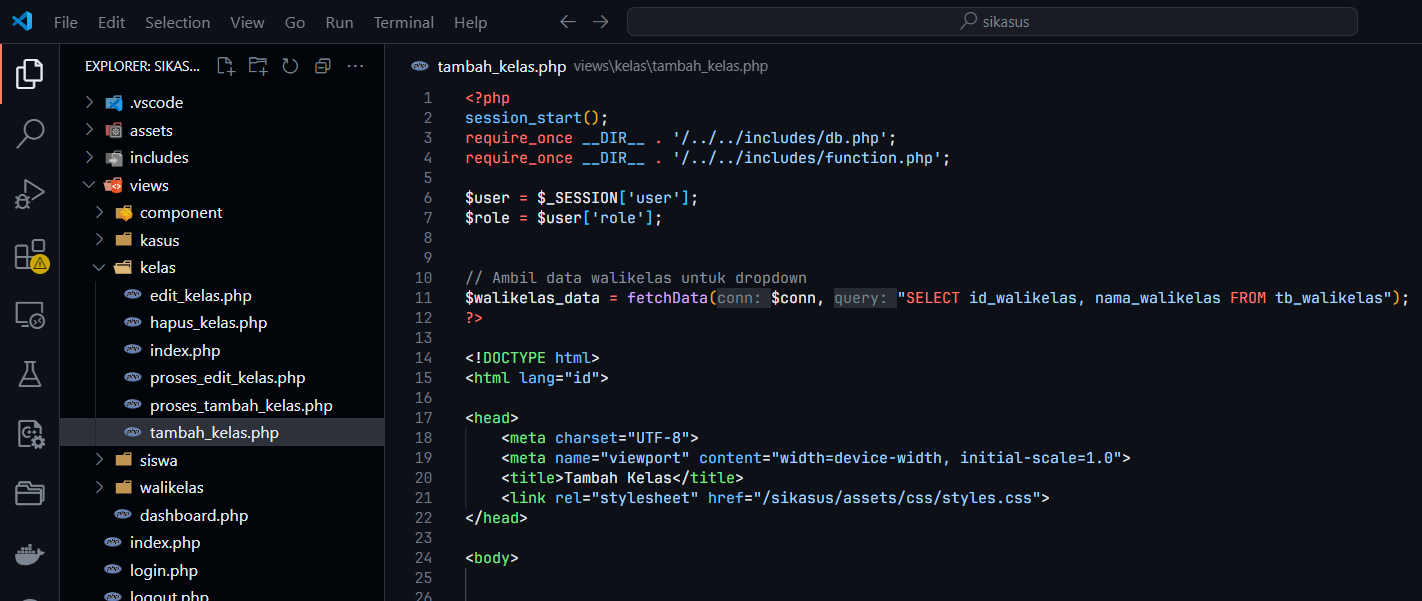 File Edit Selection View Go Run Terminal Help
sikasus
EXPLORER: SIKAS...
.vscode
assets
includes
views
component
kasus
kelas
edit_kelas.php
hapus_kelas.php
index.php
proses_edit_kelas.php
proses_tambah_kelas.php
tambah_kelas.php
siswa
walikelas
dashboard.php
index.php
login.php
logout.php
tambah_kelas.php views\kelas\tambah_kelas.php
1 <?php
2 session_start();
3 require_once __DIR__ . '/../../includes/db.php';
4 require_once __DIR__ . '/../../includes/function.php';
5
6 $user = $_SESSION['user'];
7 $role = $user['role'];
8
9
10 // Ambil data walikelas untuk dropdown
11 $walikelas_data = fetchData(conn: $conn, query: "SELECT id_walikelas, nama_walikelas FROM tb_walikelas");
12 ?>
13
14 <!DOCTYPE html>
15 <html lang="id">
16
17 <head>
18 <meta charset="UTF-8">
19 <meta name="viewport" content="width=device-width, initial-scale=1.0">
20 <title>Tambah Kelas</title>
21 <link rel="stylesheet" href="/sikasus/assets/css/styles.css">
22 </head>
23
24 <body>
25
26